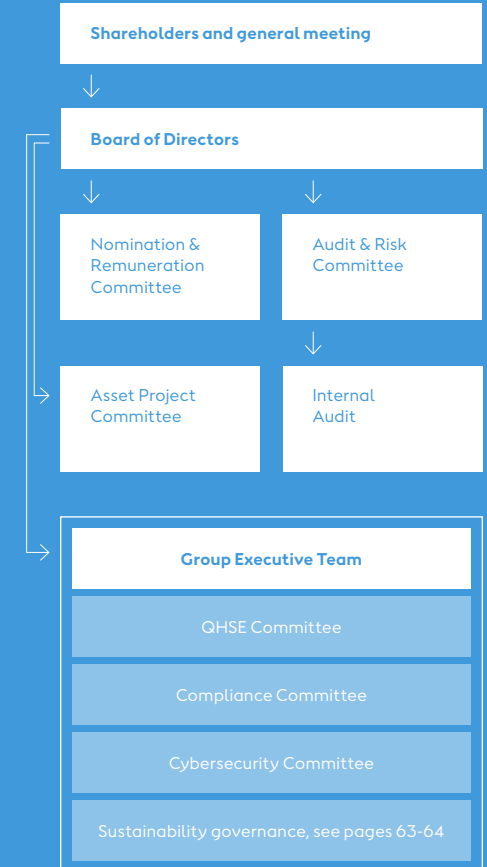 Shareholders and general meeting
Board of Directors
Nomination &
Remuneration
Committee
Audit & Risk
Committee
Asset Project
Committee
Internal
Audit
Group Executive Team
QHSE Committee
Compliance Committee
Cybersecurity Committee
Sustainability governance, see pages 63-64